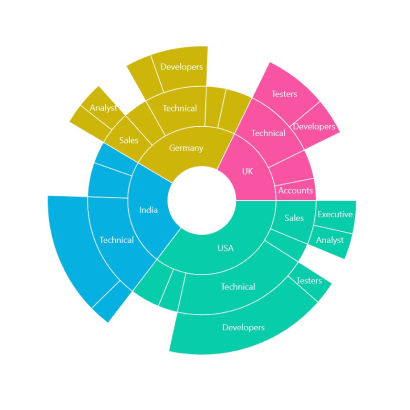 Developers
Analyst
Technical
Testers
Sales
Technical
Developers
Germany
UK
Accounts
India
Sales
Executive
Technical
USA
Analyst
Technical
Testers
Developers